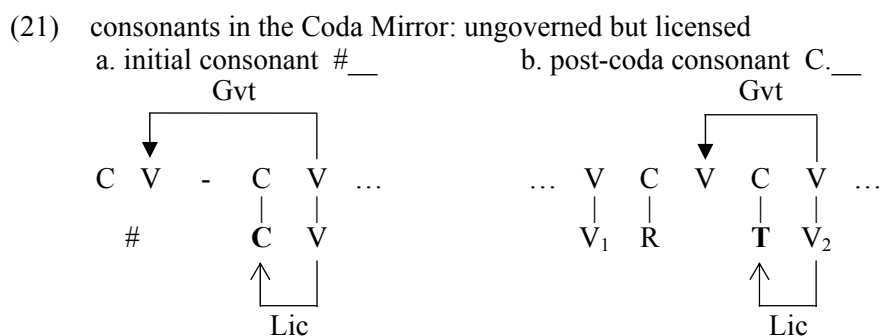 (21) consonants in the Coda Mirror: ungoverned but licensed
a. initial consonant #__ b. post-coda consonant C.__
Gvt Gvt
C V - C V … … V C V C V …
# C V V₁ R T V₂
Lic Lic